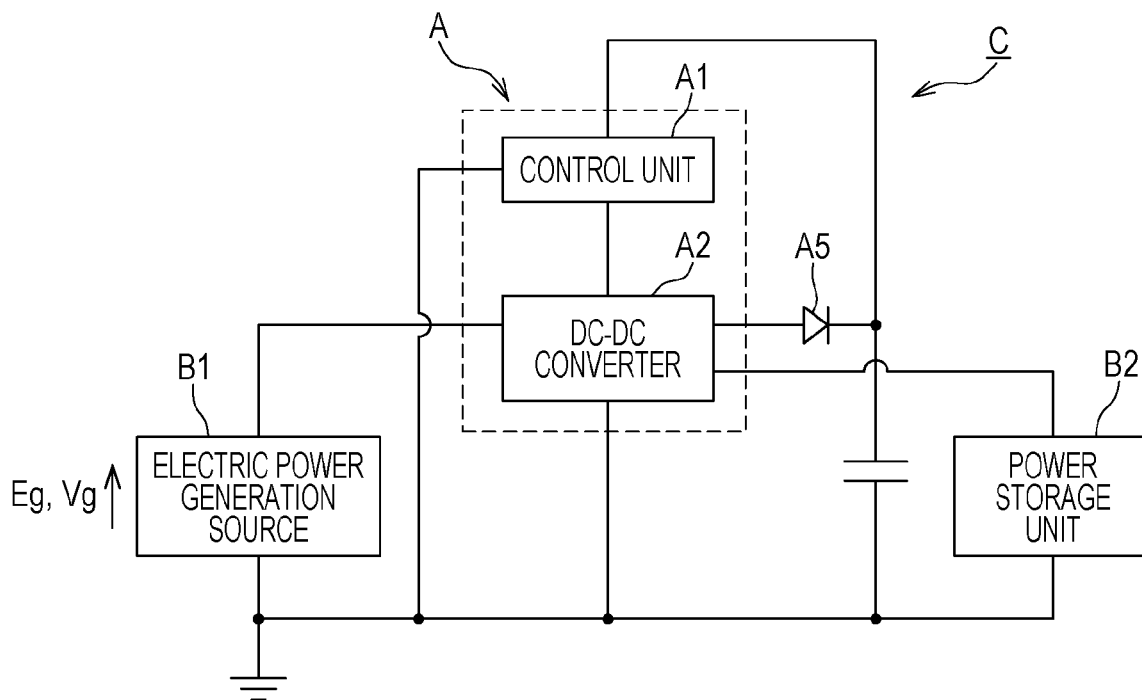 A
C
A1
CONTROL UNIT
A2
A5
DC-DC
CONVERTER
B1
B2
ELECTRIC POWER
GENERATION
SOURCE
Eg, Vg
POWER
STORAGE
UNIT